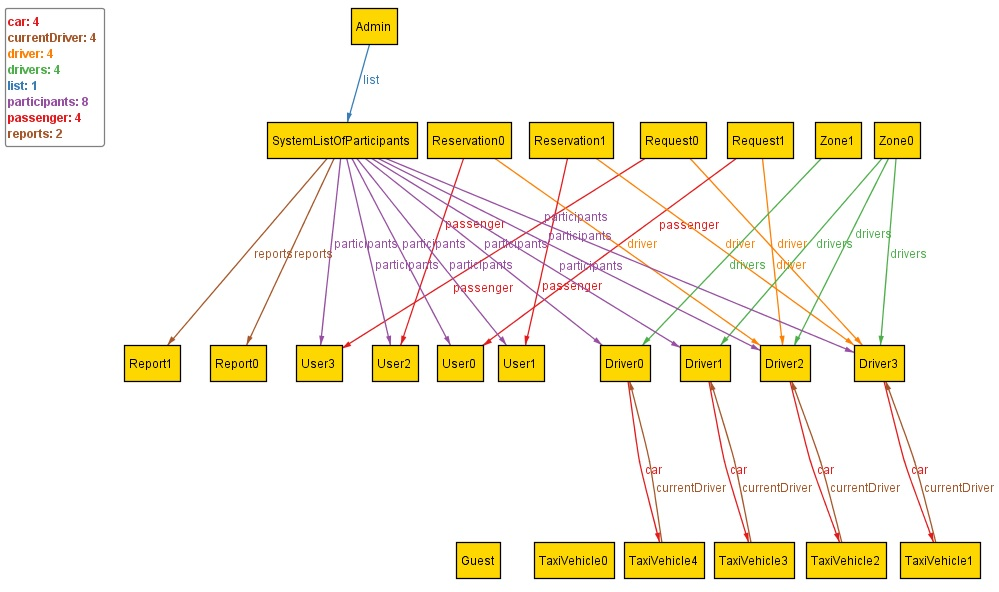 car: 4
currentDriver: 4
driver: 4
drivers: 4
list: 1
participants: 8
passenger: 4
reports: 2
Admin
list
SystemListOfParticipants
Reservation0
Reservation1
Request0
Request1
Zone1
Zone0
participants
passenger
passenger
participants
drivers
participants
participants
participants
driver
driver
driver
drivers
reports
reports
drivers
participants
participants
participants
drivers
driver
passenger
passenger
Report1
Report0
User3
User2
User0
User1
Driver0
Driver1
Driver2
Driver3
car
car
car
car
currentDriver
currentDriver
currentDriver
currentDriver
Guest
TaxiVehicle0
TaxiVehicle4
TaxiVehicle3
TaxiVehicle2
TaxiVehicle1